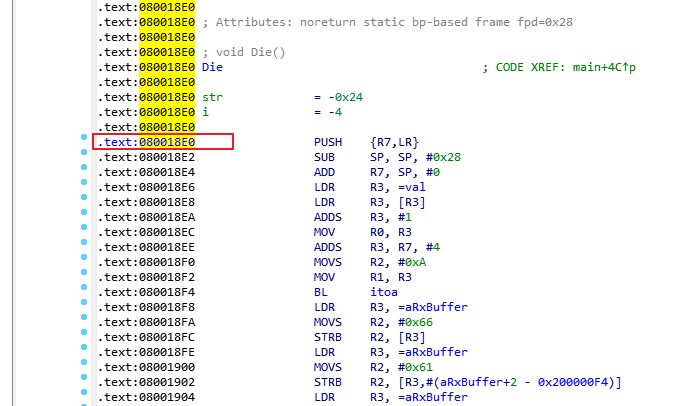 .text:080018E0
.text:080018E0 ; Attributes: noreturn static bp-based frame fpd=0x28
.text:080018E0
.text:080018E0 ; void Die()
.text:080018E0 Die ; CODE XREF: main+4C↑p
.text:080018E0
.text:080018E0 str = -0x24
.text:080018E0 i = -4
.text:080018E0
.text:080018E0 PUSH {R7,LR}
.text:080018E2 SUB SP, SP, #0x28
.text:080018E4 ADD R7, SP, #0
.text:080018E6 LDR R3, =val
.text:080018E8 LDR R3, [R3]
.text:080018EA ADDS R3, #1
.text:080018EC MOV R0, R3
.text:080018EE ADDS R3, R7, #4
.text:080018F0 MOVS R2, #0xA
.text:080018F2 MOV R1, R3
.text:080018F4 BL itoa
.text:080018F8 LDR R3, =aRxBuffer
.text:080018FA MOVS R2, #0x66
.text:080018FC STRB R2, [R3]
.text:080018FE LDR R3, =aRxBuffer
.text:08001900 MOVS R2, #0x61
.text:08001902 STRB R2, [R3,#(aRxBuffer+2 - 0x200000F4)]
.text:08001904 LDR R3, =aRxBuffer